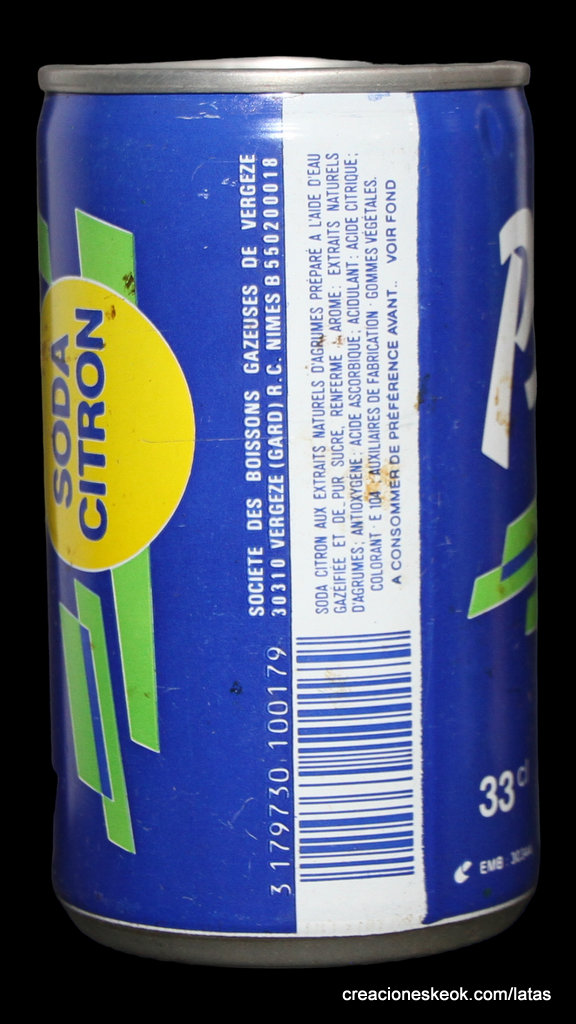 SODA
CITRON
SOCIETE DES BOISSONS GAZEUSES DE VERGEZE
30310 VERGEZE (GARD) R.C. NIMES B 550200018
SODA CITRON AUX EXTRAITS NATURELS D'AGRUMES PRÉPARÉ A L'AIDE D'EAU
GAZÉIFIÉE ET DE PUR SUCRE, RENFERME : AROME: EXTRAITS NATURELS
D'AGRUMES; ANTIOXYGÈNE: ACIDE ASCORBIQUE; ACIDULANT: ACIDE CITRIQUE;
COLORANT: E 104; AUXILIAIRES DE FABRICATION: GOMMES VÉGÉTALES.
A CONSOMMER DE PRÉFÉRENCE AVANT.. VOIR FOND
3 179730 100179
33 cl
EMB
creacioneskeok.com/latas